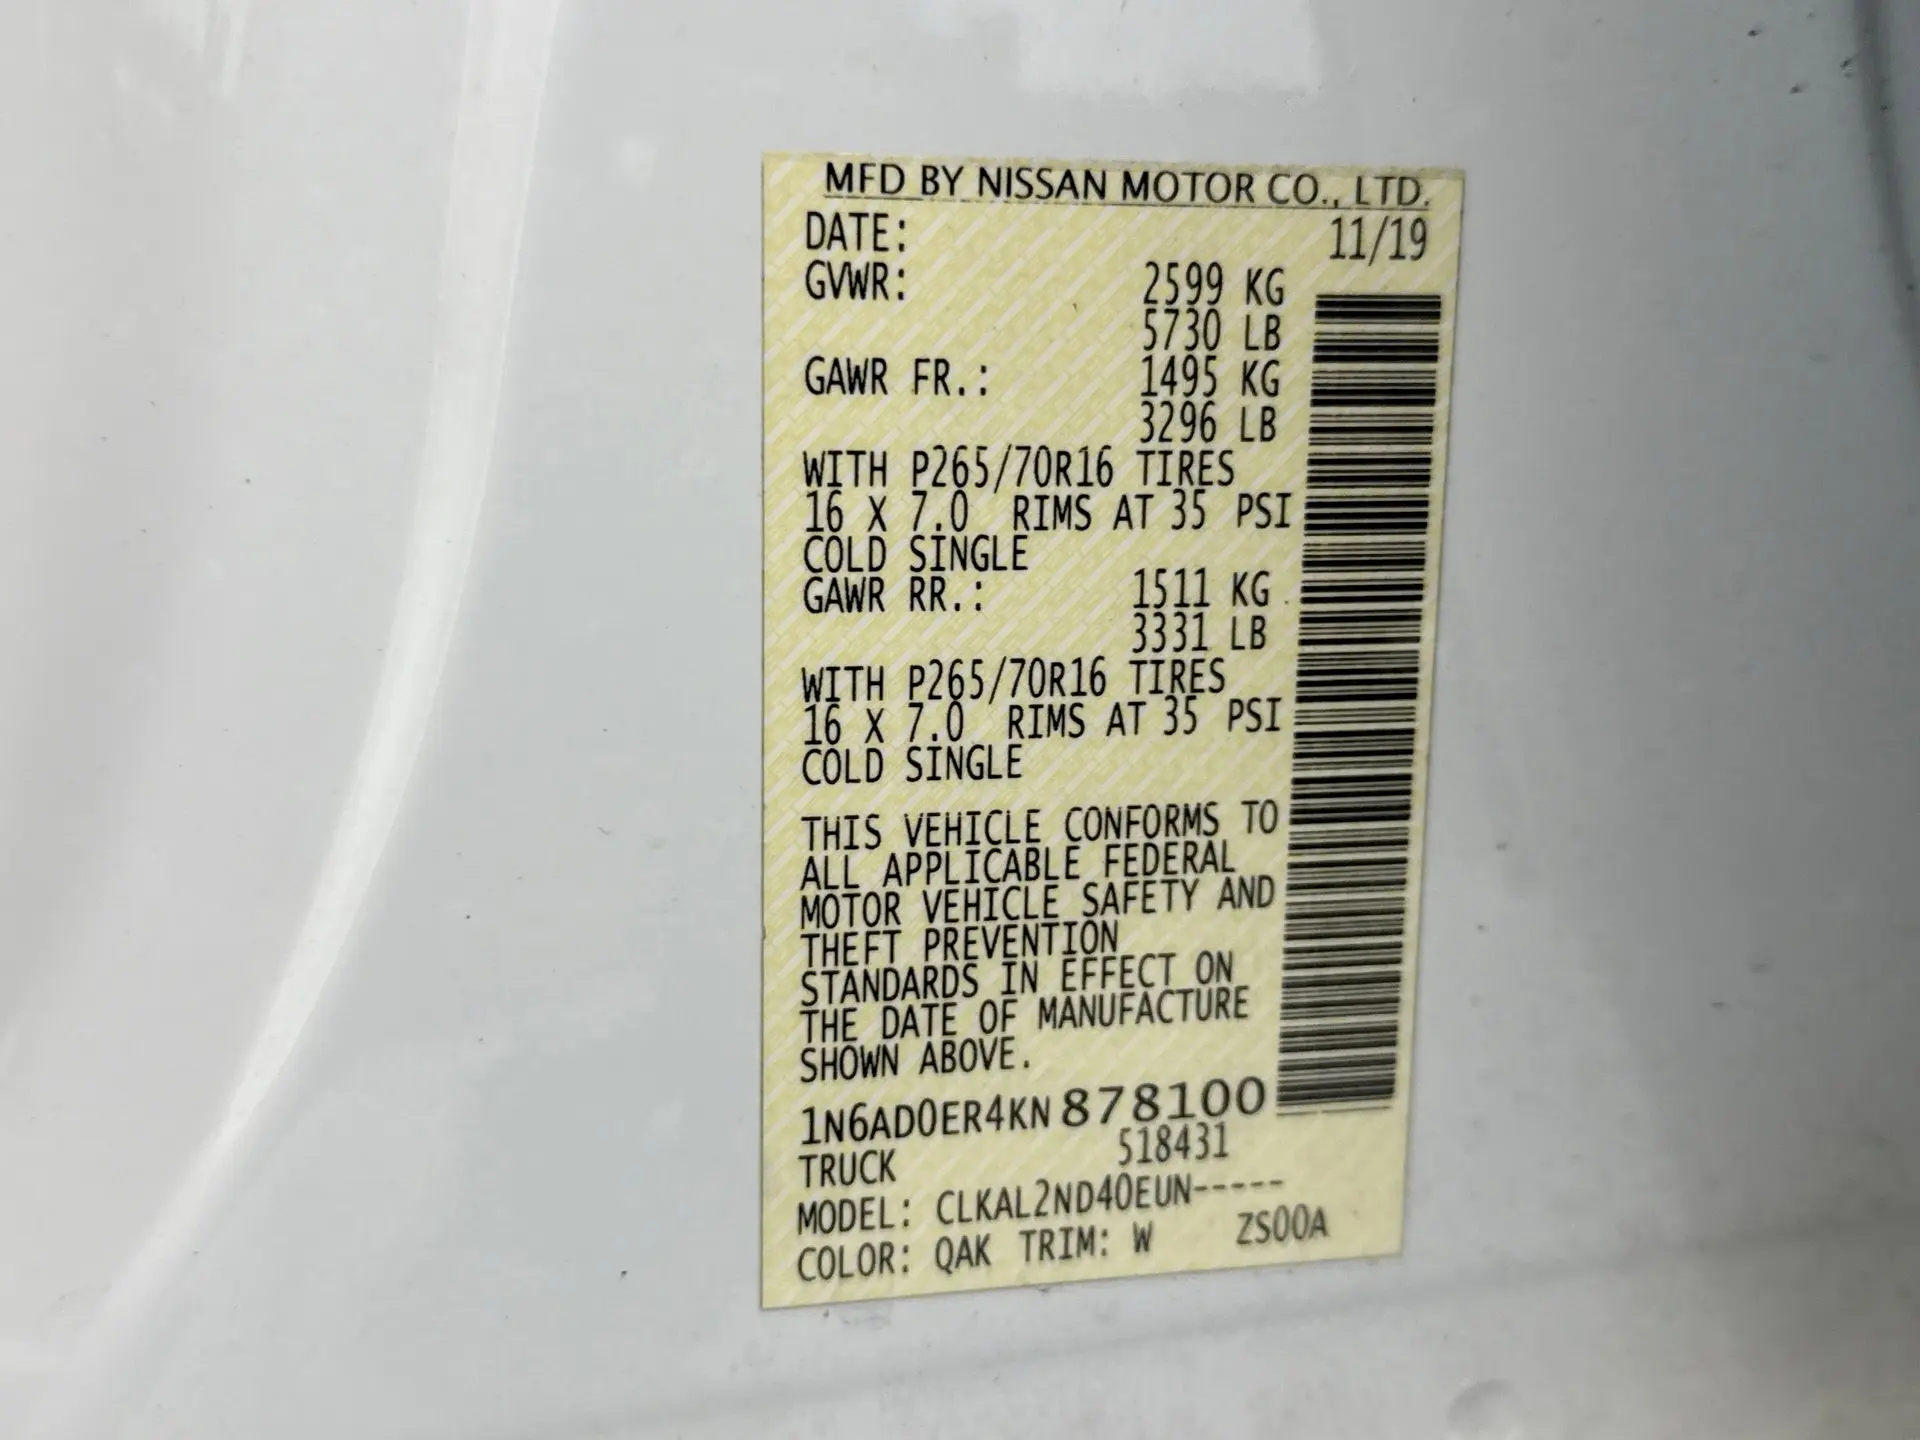 MFD BY NISSAN MOTOR CO., LTD.
DATE: 11/19
GVWR: 2599 KG
5730 LB
GAWR FR.: 1495 KG
3296 LB
WITH P265/70R16 TIRES
16 X 7.0 RIMS AT 35 PSI
COLD SINGLE
GAWR RR.: 1511 KG
3331 LB
WITH P265/70R16 TIRES
16 X 7.0 RIMS AT 35 PSI
COLD SINGLE
THIS VEHICLE CONFORMS TO
ALL APPLICABLE FEDERAL
MOTOR VEHICLE SAFETY AND
THEFT PREVENTION
STANDARDS IN EFFECT ON
THE DATE OF MANUFACTURE
SHOWN ABOVE.
1N6AD0ER4KN878100
TRUCK 518431
MODEL: CLKAL2ND40EUN-----
COLOR: QAK TRIM: W ZS00A